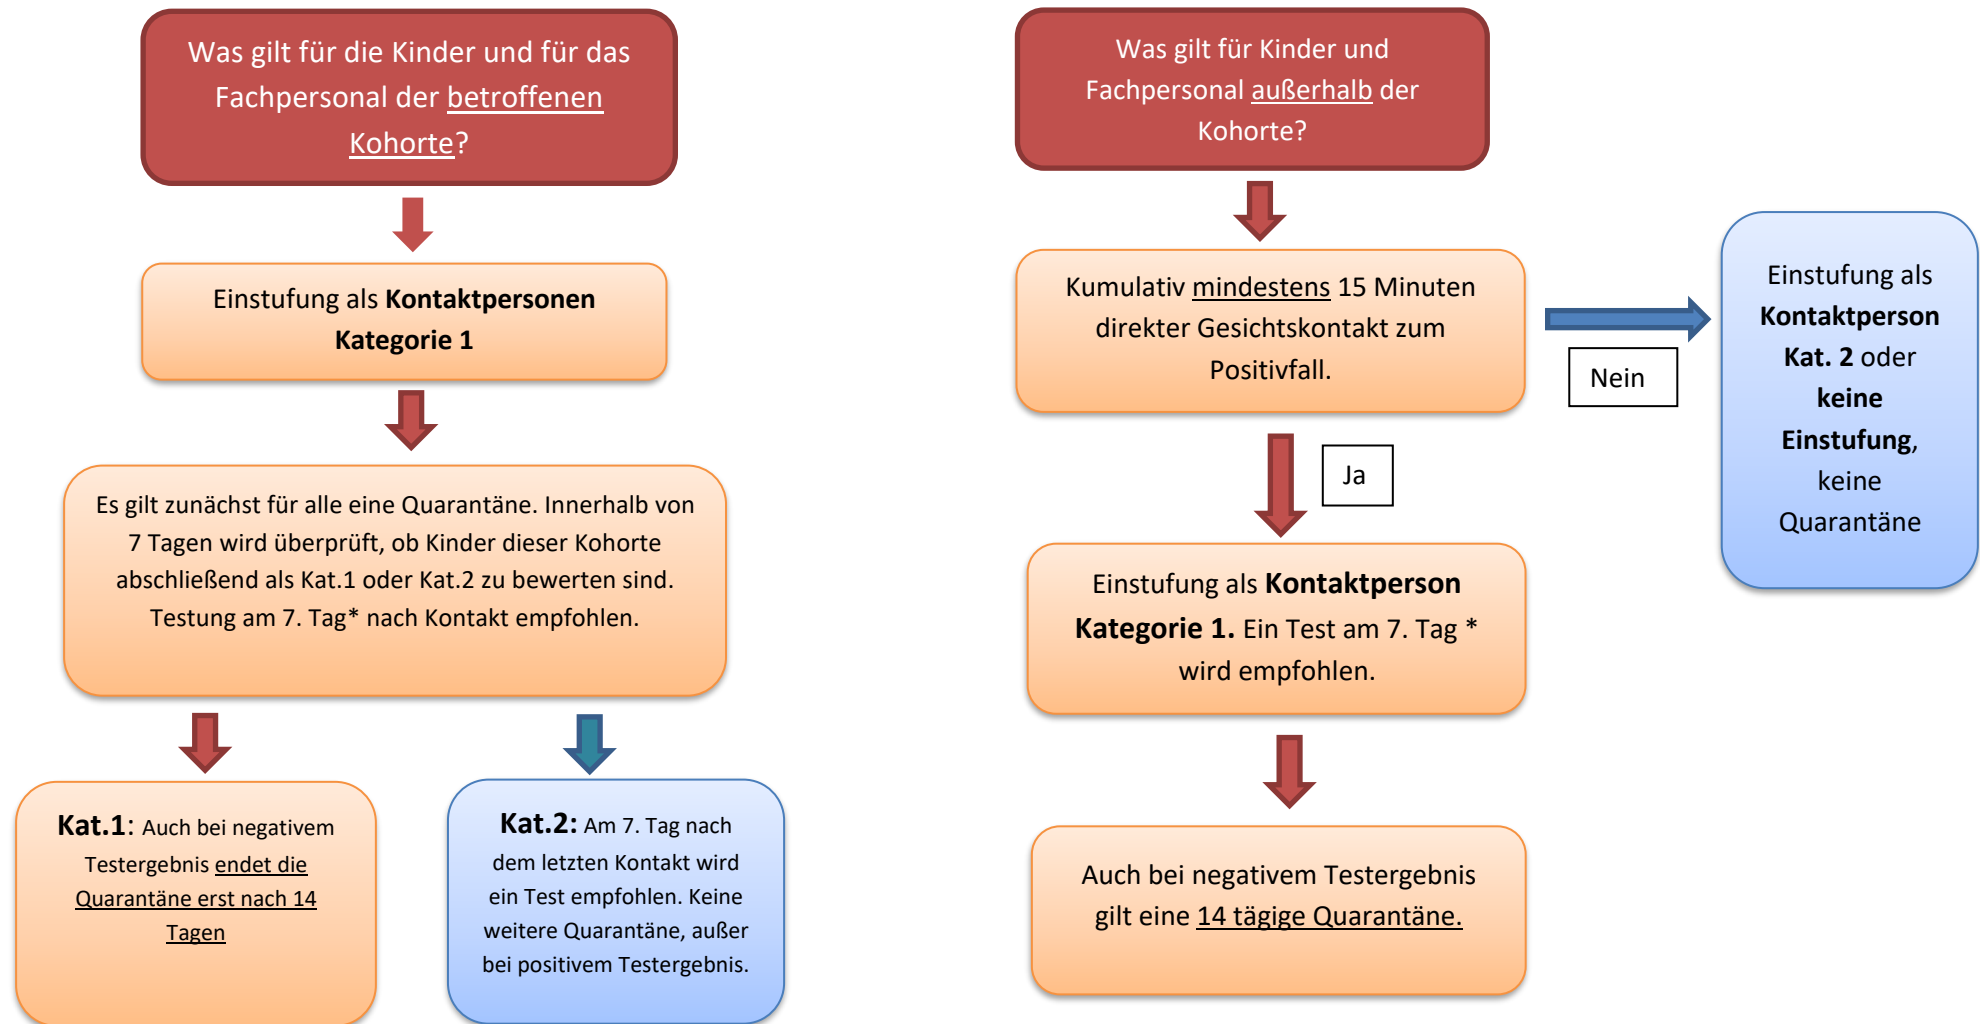 Was gilt für die Kinder und für das
Fachpersonal der betroffenen
Kohorte?
Einstufung als Kontaktpersonen
Kategorie 1
Es gilt zunächst für alle eine Quarantäne. Innerhalb von
7 Tagen wird überprüft, ob Kinder dieser Kohorte
abschließend als Kat.1 oder Kat.2 zu bewerten sind.
Testung am 7. Tag* nach Kontakt empfohlen.
Kat.1: Auch bei negativem
Testergebnis endet die
Quarantäne erst nach 14
Tagen
Kat.2: Am 7. Tag nach
dem letzten Kontakt wird
ein Test empfohlen. Keine
weitere Quarantäne, außer
bei positivem Testergebnis.
Was gilt für Kinder und
Fachpersonal außerhalb der
Kohorte?
Kumulativ mindestens 15 Minuten
direkter Gesichtskontakt zum
Positivfall.
Nein
Einstufung als
Kontaktperson
Kat. 2 oder
keine
Einstufung,
keine
Quarantäne
Ja
Einstufung als Kontaktperson
Kategorie 1. Ein Test am 7. Tag *
wird empfohlen.
Auch bei negativem Testergebnis
gilt eine 14 tägige Quarantäne.